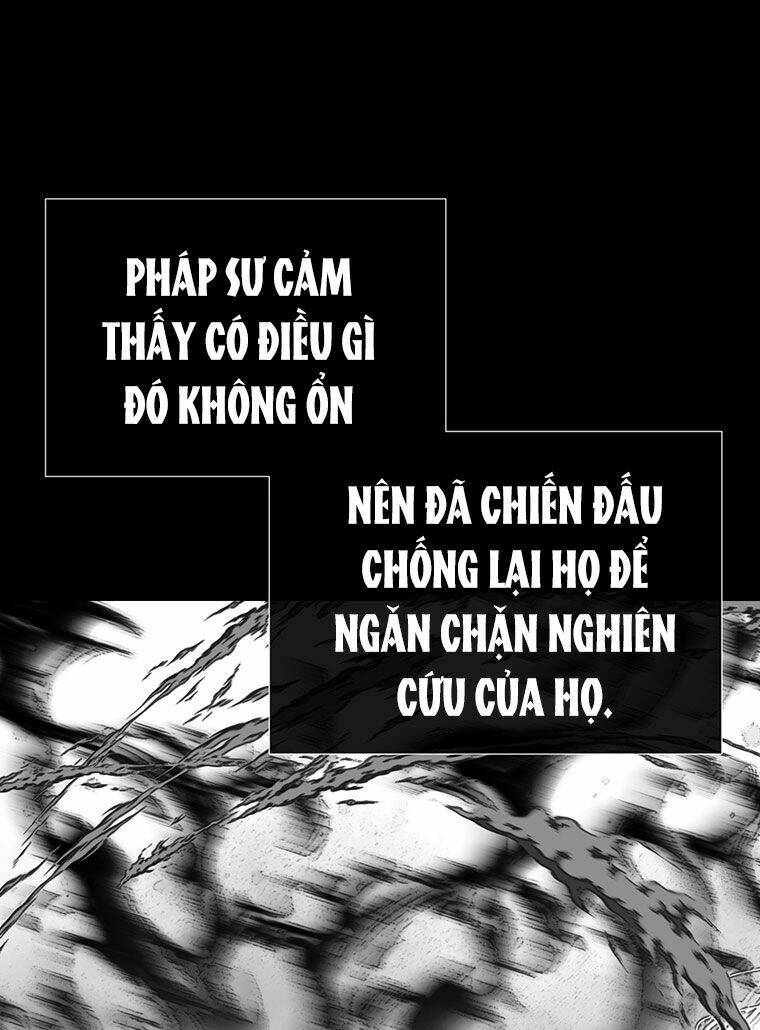 PHÁP SƯ CẢM
THẤY CÓ ĐIỀU GÌ
ĐÓ KHÔNG ỔN
NÊN ĐÃ CHIẾN ĐẤU
CHỐNG LẠI HỌ ĐỂ
NGĂN CHẶN NGHIÊN
CỨU CỦA HỌ.